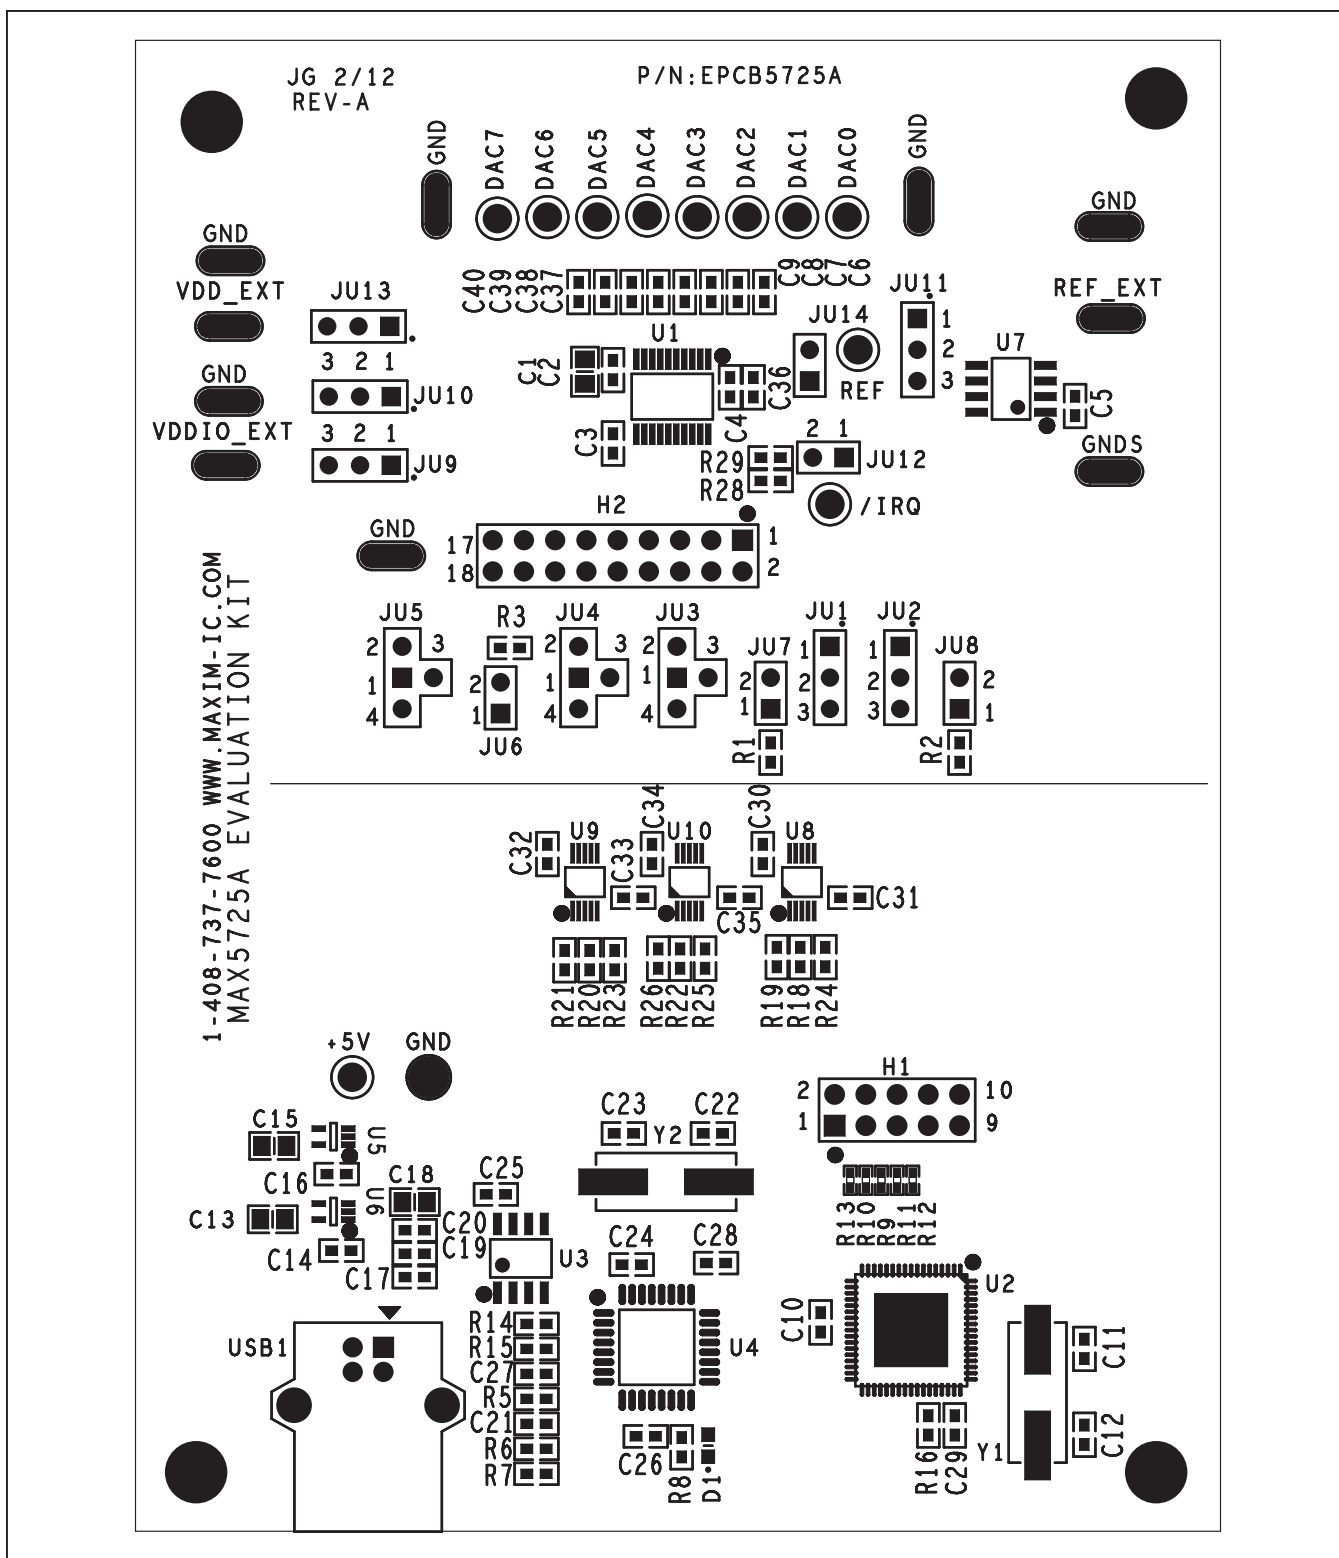 JG 2/12
REV-A
P/N:EPCB5725A
GND
DAC7
DAC6
DAC5
DAC4
DAC3
DAC2
DAC1
DAC0
GND
GND
GND
VDD_EXT
JU13
3 2 1
C40
C39
C38
C37
C9
C8
C7
C6
JU11
1
2
3
REF_EXT
U1
JU14
REF
U7
C5
GND
JU10
C1
C2
C4
C36
VDDIO_EXT
3 2 1
JU9
C3
R29
R28
2 1
JU12
GNDS
H2
/IRQ
GND
17
18
1
2
1-408-737-7600 WWW.MAXIM-IC.COM
MAX5725A EVALUATION KIT
JU5
2
3
1
4
R3
2
1
JU6
JU4
2
3
1
4
JU3
2
3
1
4
JU7
2
1
R1
JU1
1
2
3
JU2
1
2
3
JU8
2
1
R2
C32
U9
C33
C34
U10
C35
C30
U8
C31
R21
R20
R23
R26
R22
R25
R19
R18
R24
+5V
GND
H1
2
10
1
9
C15
U5
C16
C18
U6
C13
C14
C25
C20
C19
C17
U3
C23
C22
Y2
C24
C28
R13
R10
R9
R11
R12
U2
USB1
R14
R15
C27
R5
C21
R6
R7
U4
C26
R8
D1
C10
C11
C12
R16
C29
Y1